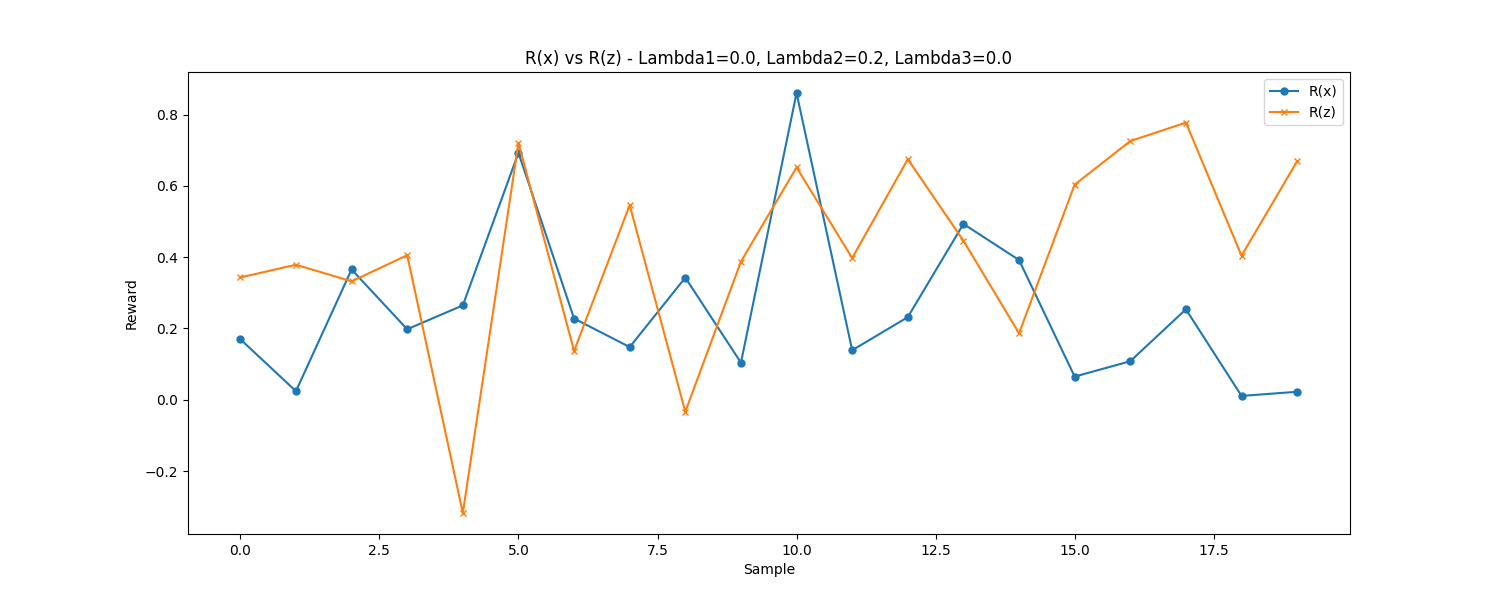 R(x) vs R(z) - Lambda1=0.0, Lambda2=0.2, Lambda3=0.0
R(x)
R(z)
Reward
0.8
0.6
0.4
0.2
0.0
−0.2
0.0 2.5 5.0 7.5 10.0 12.5 15.0 17.5
Sample